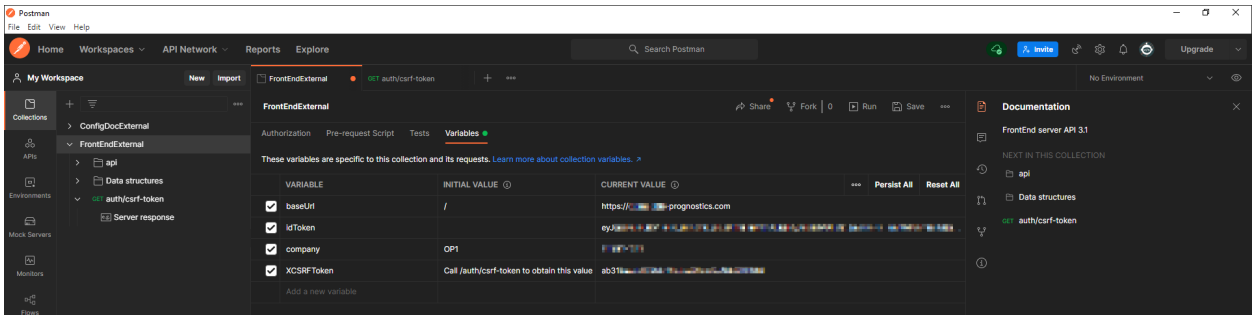 Postman
File Edit View Help
Home Workspaces API Network Reports Explore Search Postman Invite Upgrade
My Workspace New Import FrontEndExternal GET auth/csrf-token No Environment
Collections
APIs
Environments
Mock Servers
Monitors
Flows
ConfigDocExternal
FrontEndExternal
api
Data structures
GET auth/csrf-token
Server response
FrontEndExternal Share Fork 0 Run Save
Authorization Pre-request Script Tests Variables
These variables are specific to this collection and its requests. Learn more about collection variables.
VARIABLE INITIAL VALUE CURRENT VALUE Persist All Reset All
baseUrl / https:// -prognostics.com
idToken eyJ
company OP1
XCSRFToken Call /auth/csrf-token to obtain this value ab31
Add a new variable
Documentation
FrontEnd server API 3.1
NEXT IN THIS COLLECTION
api
Data structures
GET auth/csrf-token